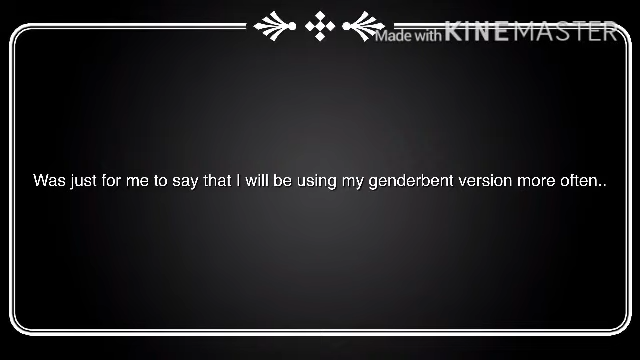 Made with KINEMASTER
Was just for me to say that I will be using my genderbent version more often..